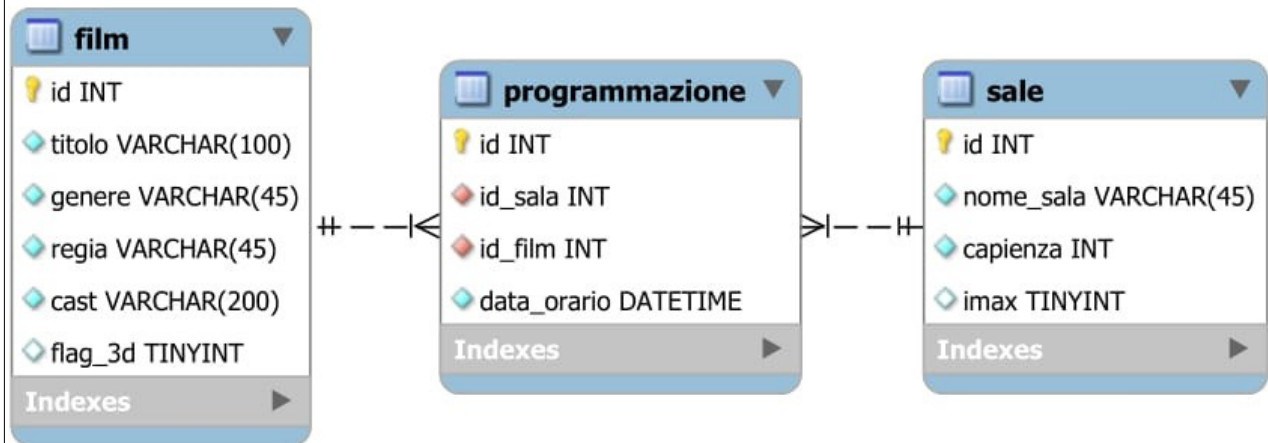 film
id INT
titolo VARCHAR(100)
genere VARCHAR(45)
regia VARCHAR(45)
cast VARCHAR(200)
flag_3d TINYINT
Indexes
programmazione
id INT
id_sala INT
id_film INT
data_orario DATETIME
Indexes
sale
id INT
nome_sala VARCHAR(45)
capienza INT
imax TINYINT
Indexes